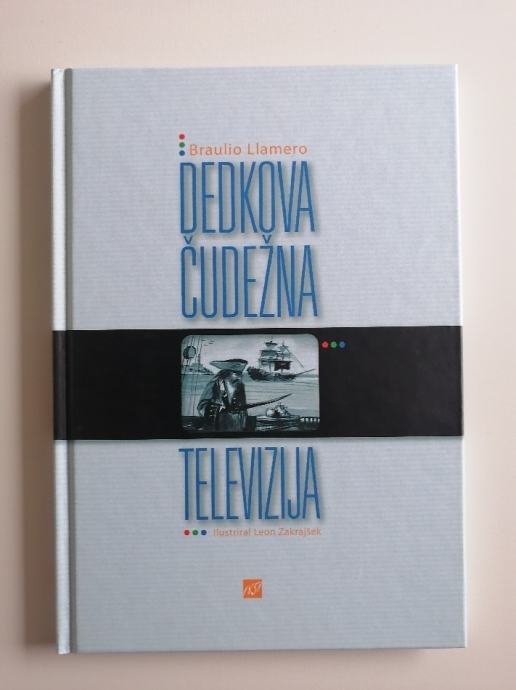 Braulio Llamero
DEDKOVA
ČUDEŽNA
TELEVIZIJA
Ilustriral Leon Zakrajšek